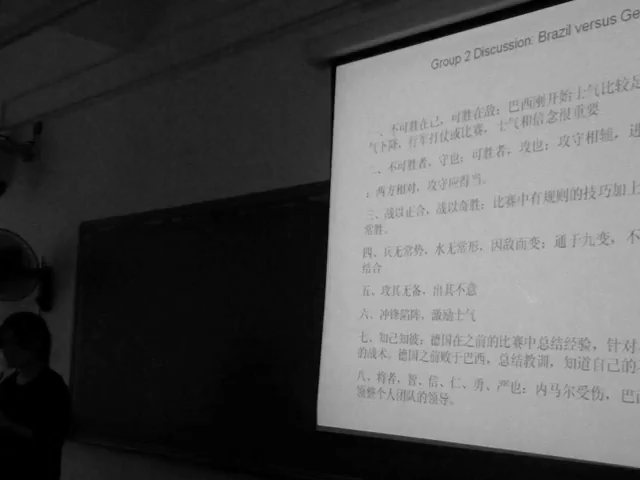 Group 2 Discussion: Brazil versus Ge
一、不可胜在己，可胜在敌：巴西刚开始士气比较足
气下降，行军打仗或比赛，士气和信念很重要
二、不可胜者，守也；可胜者，攻也；攻守相顾，进
：两方相对，攻守应得当。
三、战以正合，战以奇胜：比赛中有规则的技巧加上
常胜。
四、兵无常势，水无常形，因敌而变；通于九变，不
结合
五、攻其无备，出其不意
六、冲锋陷阵，激励士气
七、知己知彼：德国在之前的比赛中总结经验，针对
的战术。德国之前败于巴西，总结教训，知道自己的
八、将者，智、信、仁、勇、严也：内马尔受伤，巴西
领整个人团队的领导。